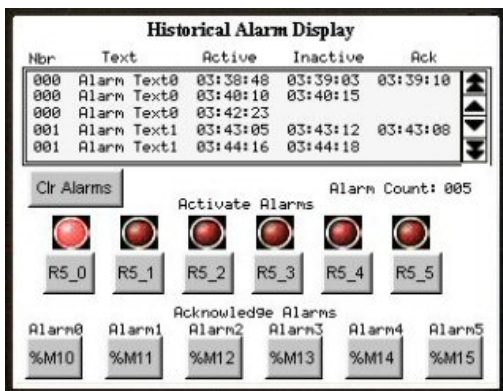 Historical Alarm Display
Nbr Text Active Inactive Ack
000 Alarm Text0 03:38:48 03:39:03 03:39:10
000 Alarm Text0 03:40:10 03:40:15
000 Alarm Text0 03:42:23
001 Alarm Text1 03:43:05 03:43:12 03:43:08
001 Alarm Text1 03:44:16 03:44:18
Clr Alarms
Alarm Count: 005
Activate Alarms
R5_0 R5_1 R5_2 R5_3 R5_4 R5_5
Acknowledge Alarms
Alarm0 Alarm1 Alarm2 Alarm3 Alarm4 Alarm5
%M10 %M11 %M12 %M13 %M14 %M15